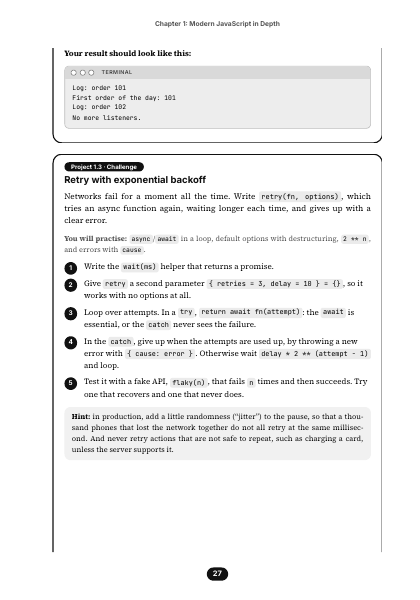 Chapter 1: Modern JavaScript in Depth
Your result should look like this:
TERMINAL
Log: order 101
First order of the day: 101
Log: order 102
No more listeners.
Project 1.3 · Challenge
Retry with exponential backoff
Networks fail for a moment all the time. Write retry(fn, options), which
tries an async function again, waiting longer each time, and gives up with a
clear error.
You will practise: async / await in a loop, default options with destructuring, 2 ** n,
and errors with cause.
1 Write the wait(ms) helper that returns a promise.
2 Give retry a second parameter { retries = 3, delay = 10 } = {}, so it
works with no options at all.
3 Loop over attempts. In a try, return await fn(attempt): the await is
essential, or the catch never sees the failure.
4 In the catch, give up when the attempts are used up, by throwing a new
error with { cause: error }. Otherwise wait delay * 2 ** (attempt - 1)
and loop.
5 Test it with a fake API, flaky(n), that fails n times and then succeeds. Try
one that recovers and one that never does.
Hint: in production, add a little randomness (“jitter”) to the pause, so that a thou-
sand phones that lost the network together do not all retry at the same millisec-
ond. And never retry actions that are not safe to repeat, such as charging a card,
unless the server supports it.
27